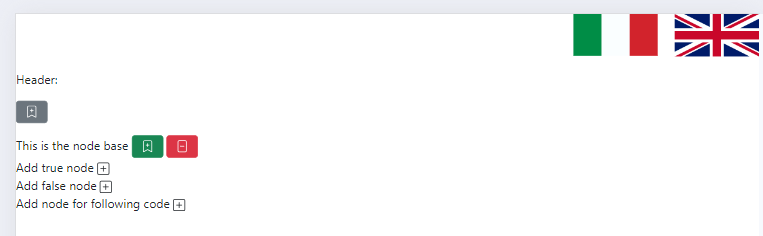 Header:
This is the node base
Add true node
Add false node
Add node for following code